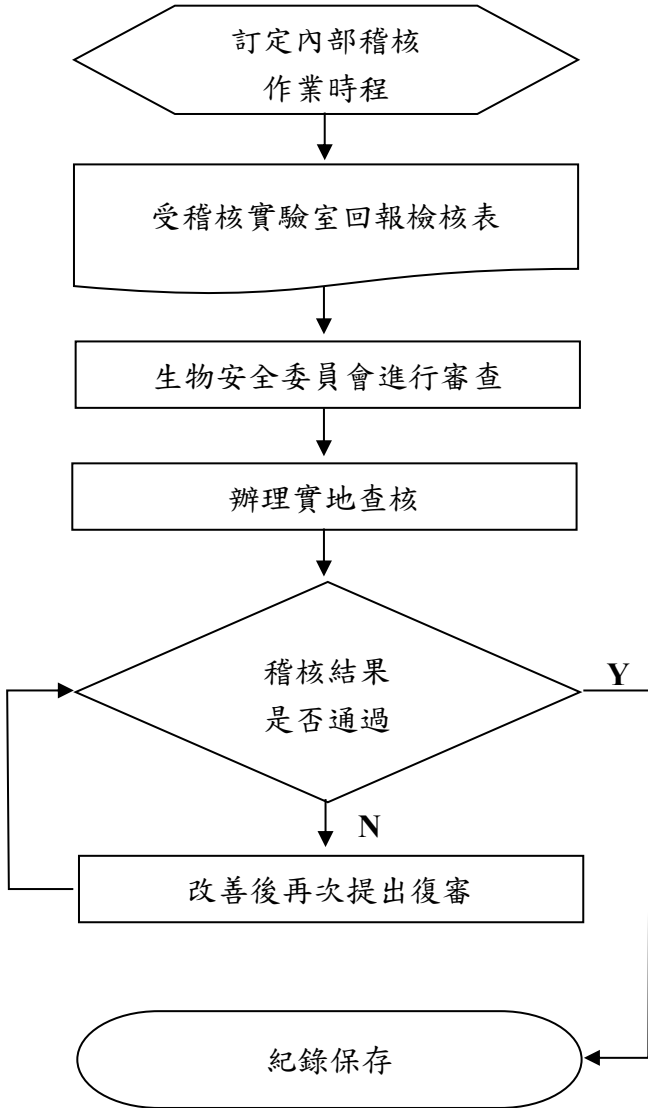 訂定內部稽核
作業時程
受稽核實驗室回報檢核表
生物安全委員會進行審查
辦理實地查核
稽核結果
是否通過
Y
N
改善後再次提出復審
紀錄保存